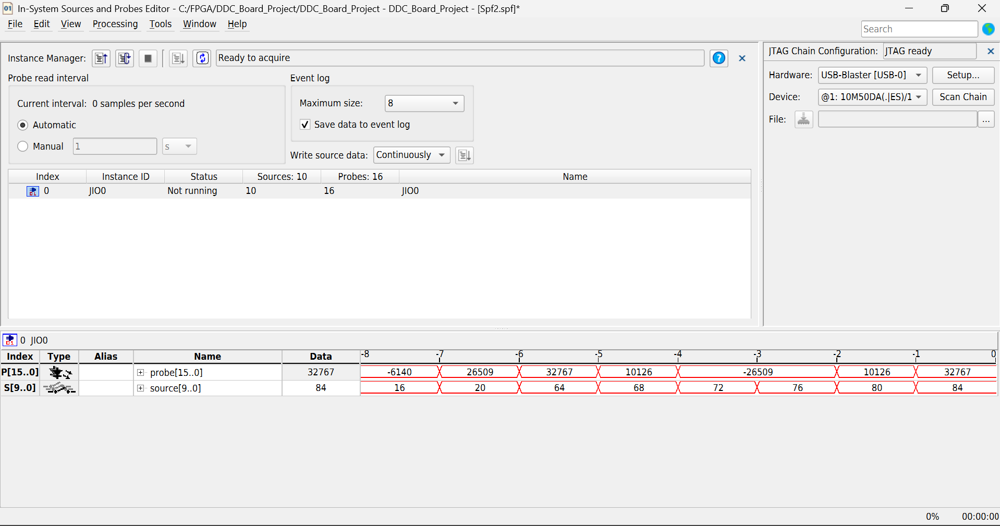 In-System Sources and Probes Editor - C:/FPGA/DDC_Board_Project/DDC_Board_Project - DDC_Board_Project - [Spf2.spf]*
File Edit View Processing Tools Window Help
Search
Instance Manager: Ready to acquire
Probe read interval
Current interval: 0 samples per second
Automatic
Manual 1 s
Event log
Maximum size: 8
Save data to event log
Write source data: Continuously
JTAG Chain Configuration: JTAG ready
Hardware: USB-Blaster [USB-0] Setup...
Device: @1: 10M50DA(.|ES)/1 Scan Chain
File: ...
Index Instance ID Status Sources: 10 Probes: 16 Name
0 JIO0 Not running 10 16 JIO0
0 JIO0
Index Type Alias Name Data -8 -7 -6 -5 -4 -3 -2 -1 0
P[15..0] probe[15..0] 32767 -6140 26509 32767 10126 -26509 10126 32767
S[9..0] source[9..0] 84 16 20 64 68 72 76 80 84
0% 00:00:00